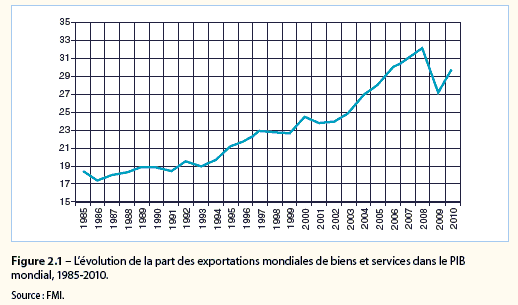 35
33
31
29
27
25
23
21
19
17
15
1985 1986 1987 1988 1989 1990 1991 1992 1993 1994 1995 1996 1997 1998 1999 2000 2001 2002 2003 2004 2005 2006 2007 2008 2009 2010
Figure 2.1 – L’évolution de la part des exportations mondiales de biens et services dans le PIB
mondial, 1985-2010.
Source : FMI.